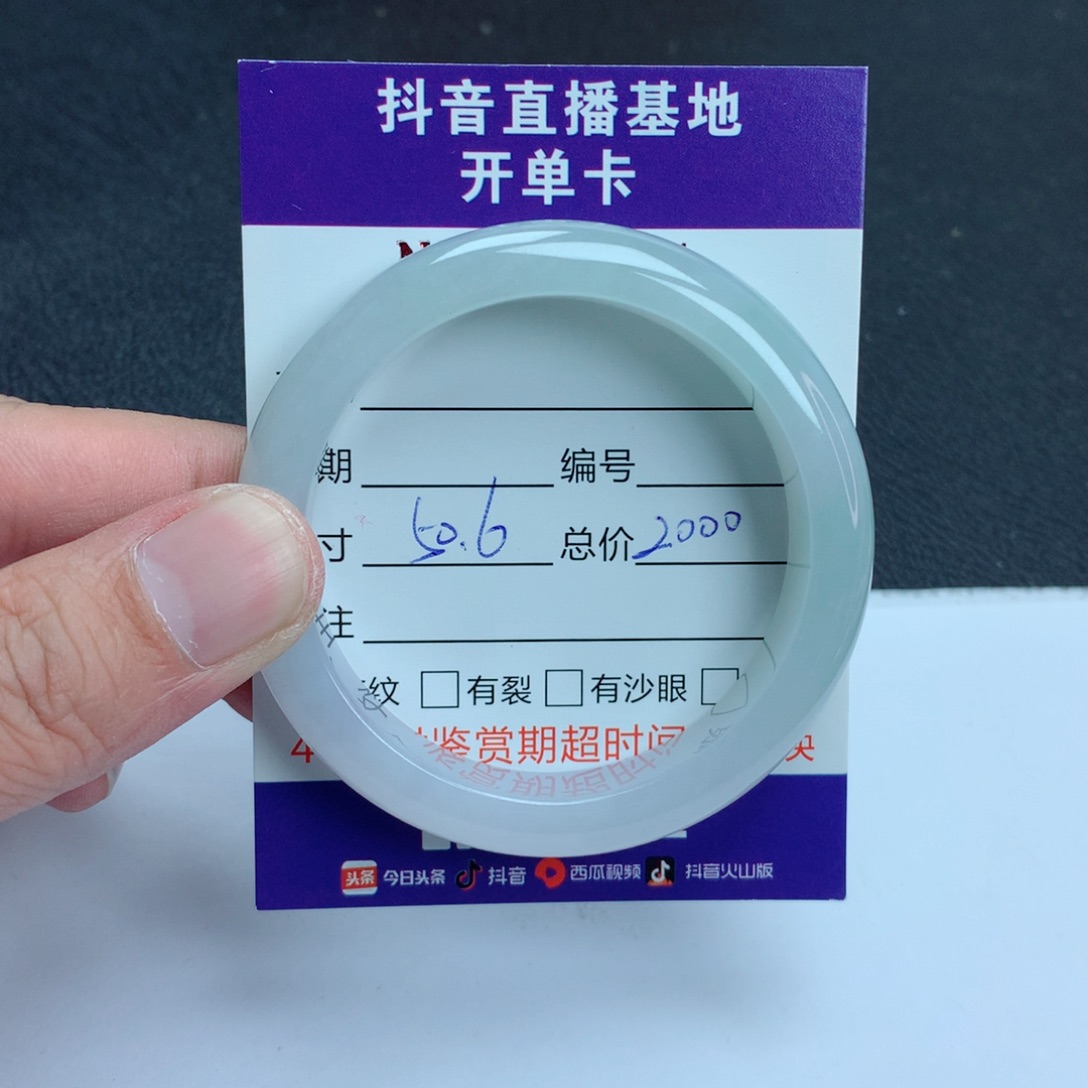 抖音直播基地
开单卡
期 编号
寸 50.6 总价 2000
注
纹 □有裂 □有沙眼 □
4 鉴赏期超时间 换
头条 今日头条 抖音 西瓜视频 抖音火山版